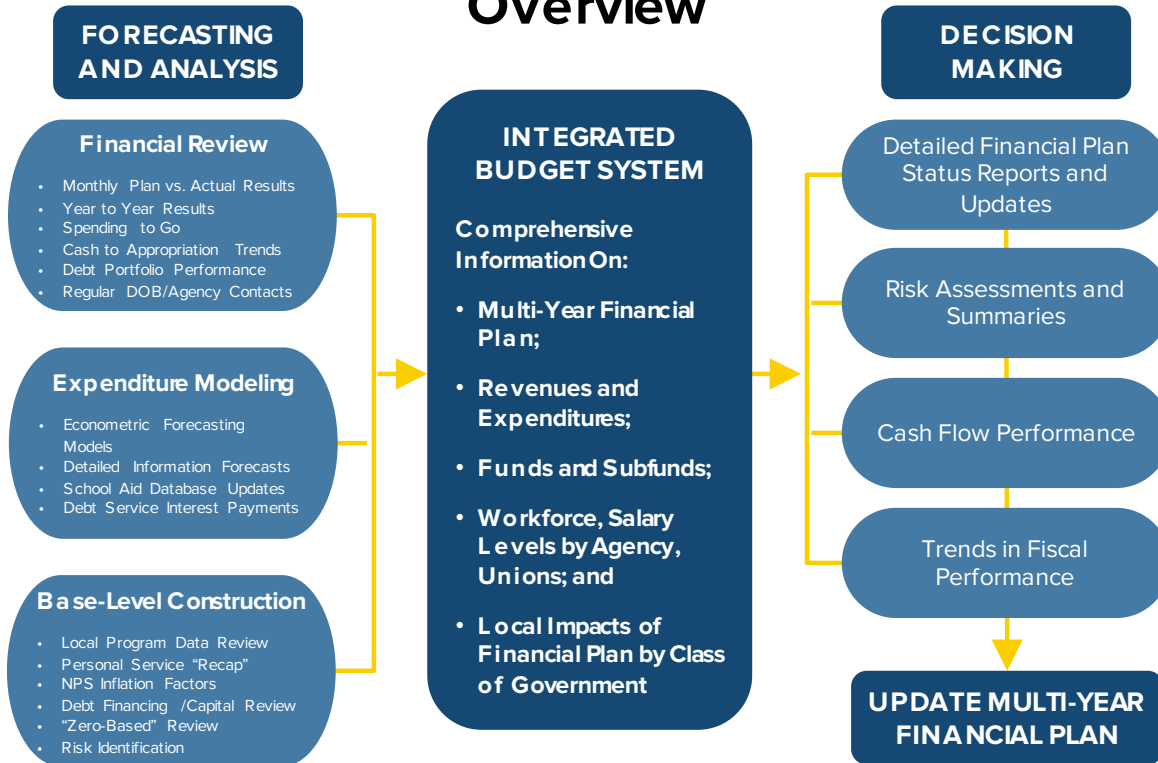 Overview
FORECASTING
AND ANALYSIS
Financial Review
• Monthly Plan vs. Actual Results
• Year to Year Results
• Spending to Go
• Cash to Appropriation Trends
• Debt Portfolio Performance
• Regular DOB/Agency Contacts
Expenditure Modeling
• Econometric Forecasting
Models
• Detailed Information Forecasts
• School Aid Database Updates
• Debt Service Interest Payments
Base-Level Construction
• Local Program Data Review
• Personal Service “Recap”
• NPS Inflation Factors
• Debt Financing /Capital Review
• “Zero-Based” Review
• Risk Identification
INTEGRATED
BUDGET SYSTEM
Comprehensive
Information On:
• Multi-Year Financial
Plan;
• Revenues and
Expenditures;
• Funds and Subfunds;
• Workforce, Salary
Levels by Agency,
Unions; and
• Local Impacts of
Financial Plan by Class
of Government
DECISION
MAKING
Detailed Financial Plan
Status Reports and
Updates
Risk Assessments and
Summaries
Cash Flow Performance
Trends in Fiscal
Performance
UPDATE MULTI-YEAR
FINANCIAL PLAN